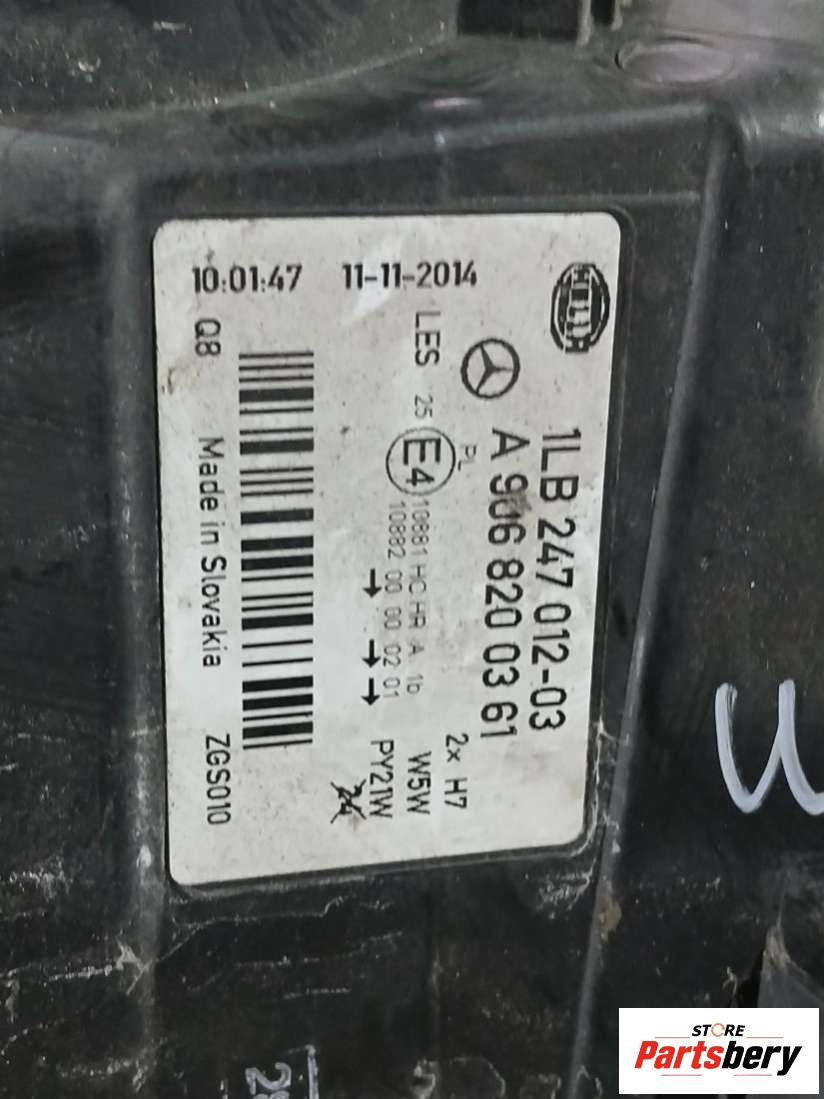 HELLA
1LB 247 012-03
A 906 820 03 61
PL
2x H7
LES 25 E4 10881 HC HR A 1b W5W
10882 00 00 02 01 PY21W
24
11-11-2014
10:01:47
Q8 Made in Slovakia ZGS010
STORE
Partsbery